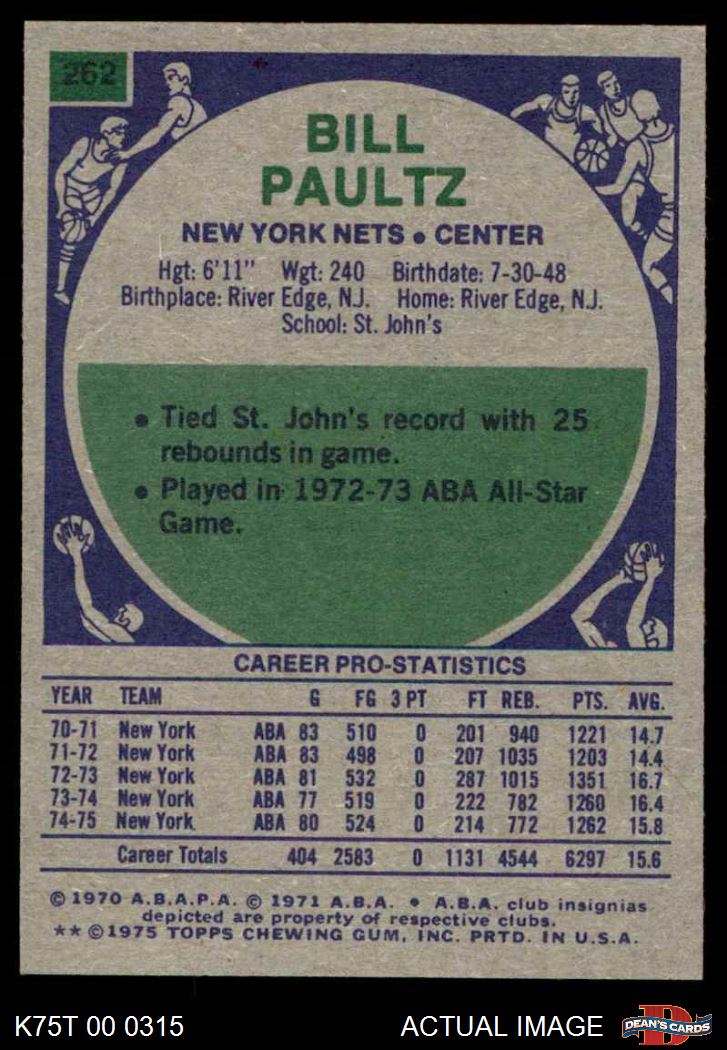 262
BILL
PAULTZ
NEW YORK NETS • CENTER
Hgt: 6'11" Wgt: 240 Birthdate: 7-30-48
Birthplace: River Edge, N.J. Home: River Edge, N.J.
School: St. John's
• Tied St. John's record with 25
rebounds in game.
• Played in 1972-73 ABA All-Star
Game.
CAREER PRO-STATISTICS
YEAR TEAM G FG 3 PT FT REB. PTS. AVG.
70-71 New York ABA 83 510 0 201 940 1221 14.7
71-72 New York ABA 83 498 0 207 1035 1203 14.4
72-73 New York ABA 81 532 0 287 1015 1351 16.7
73-74 New York ABA 77 519 0 222 782 1260 16.4
74-75 New York ABA 80 524 0 214 772 1262 15.8
Career Totals 404 2583 0 1131 4544 6297 15.6
© 1970 A.B.A.P.A. © 1971 A.B.A. • A.B.A. club insignias
depicted are property of respective clubs.
** © 1975 TOPPS CHEWING GUM, INC. PRTD. IN U.S.A.
K75T 00 0315 ACTUAL IMAGE D DEAN'S CARDS